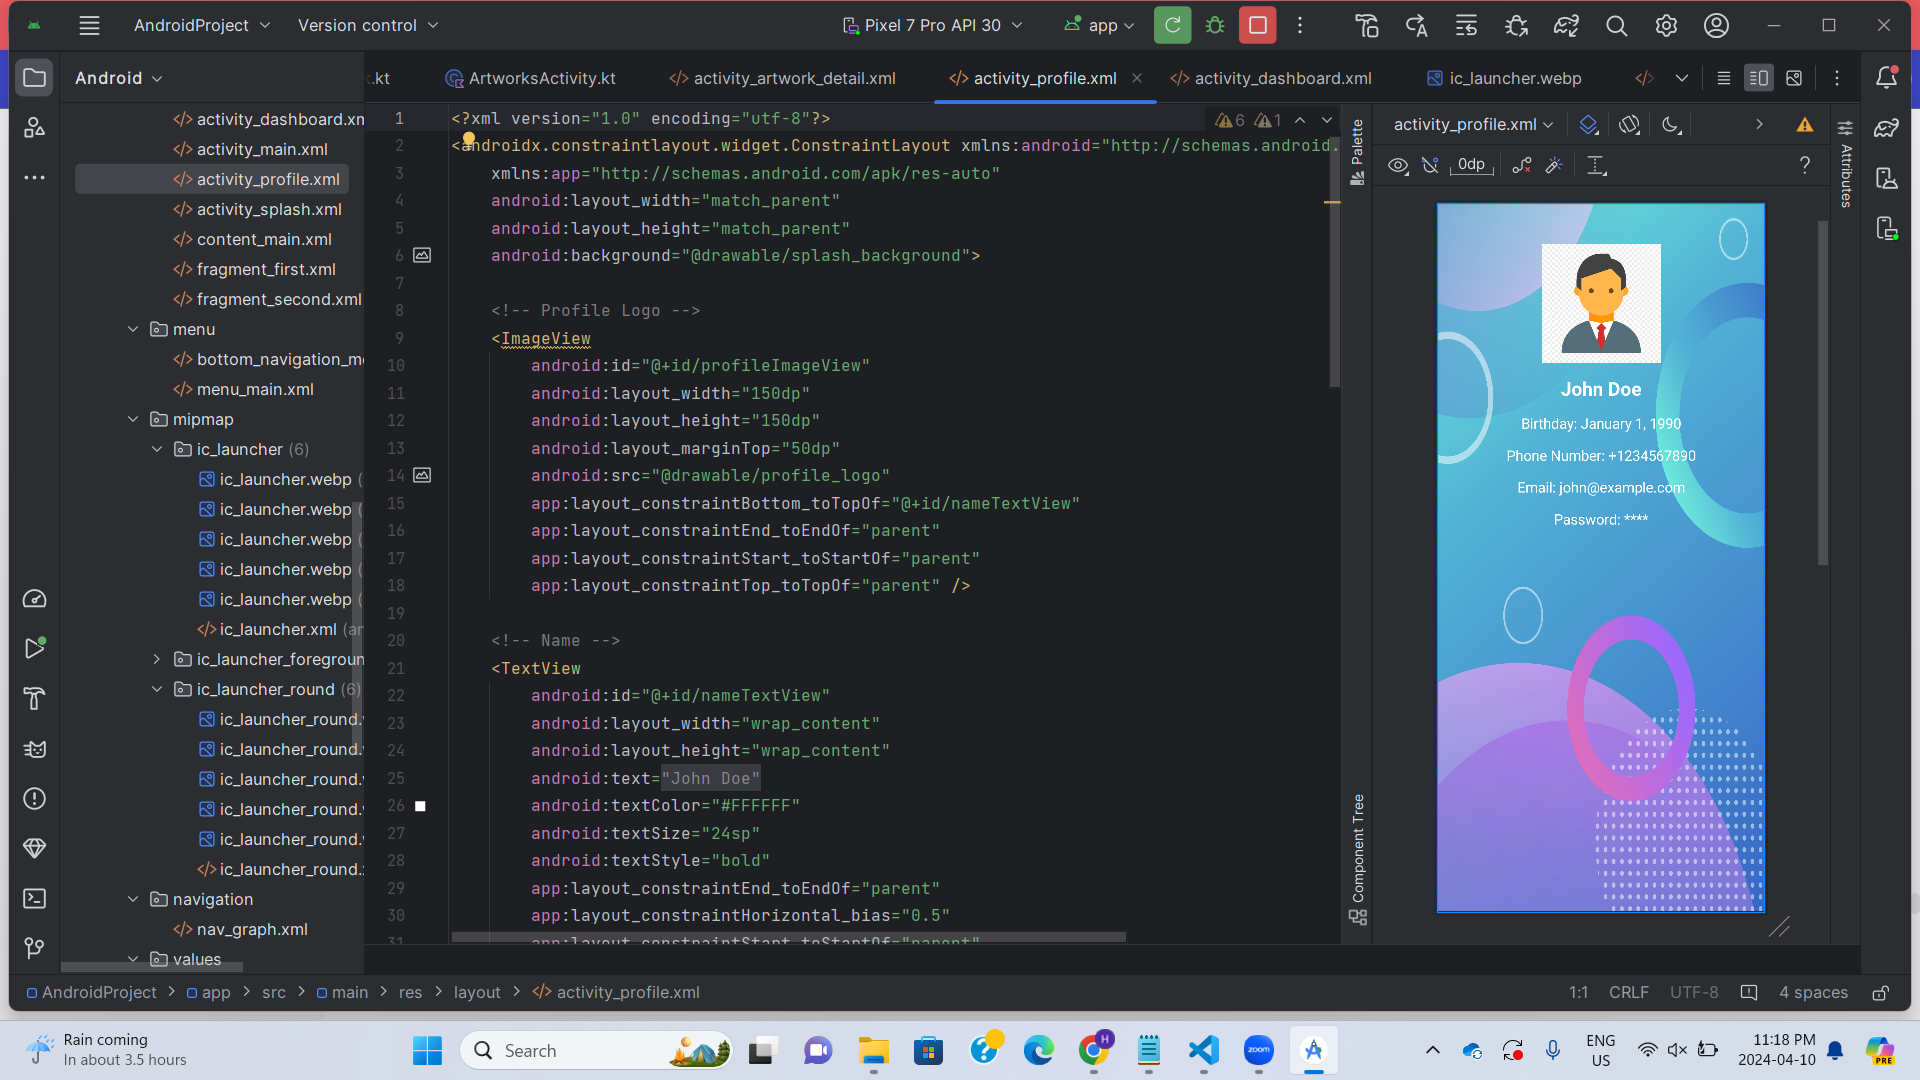 AndroidProject
Version control
Pixel 7 Pro API 30
app
Android
.kt
ArtworksActivity.kt
activity_artwork_detail.xml
activity_profile.xml
activity_dashboard.xml
ic_launcher.webp
activity_dashboard.xm
activity_main.xml
activity_profile.xml
activity_splash.xml
content_main.xml
fragment_first.xml
fragment_second.xml
menu
bottom_navigation_me
menu_main.xml
mipmap
ic_launcher (6)
ic_launcher.webp (
ic_launcher.webp (
ic_launcher.webp (
ic_launcher.webp (
ic_launcher.webp (
ic_launcher.xml (an
ic_launcher_foregroun
ic_launcher_round (6)
ic_launcher_round.w
ic_launcher_round.w
ic_launcher_round.w
ic_launcher_round.w
ic_launcher_round.w
ic_launcher_round.x
navigation
nav_graph.xml
values
1 <?xml version="1.0" encoding="utf-8"?>
2 <androidx.constraintlayout.widget.ConstraintLayout xmlns:android="http://schemas.android.
3 xmlns:app="http://schemas.android.com/apk/res-auto"
4 android:layout_width="match_parent"
5 android:layout_height="match_parent"
6 android:background="@drawable/splash_background">
7
8 <!-- Profile Logo -->
9 <ImageView
10 android:id="@+id/profileImageView"
11 android:layout_width="150dp"
12 android:layout_height="150dp"
13 android:layout_marginTop="50dp"
14 android:src="@drawable/profile_logo"
15 app:layout_constraintBottom_toTopOf="@+id/nameTextView"
16 app:layout_constraintEnd_toEndOf="parent"
17 app:layout_constraintStart_toStartOf="parent"
18 app:layout_constraintTop_toTopOf="parent" />
19
20 <!-- Name -->
21 <TextView
22 android:id="@+id/nameTextView"
23 android:layout_width="wrap_content"
24 android:layout_height="wrap_content"
25 android:text="John Doe"
26 android:textColor="#FFFFFF"
27 android:textSize="24sp"
28 android:textStyle="bold"
29 app:layout_constraintEnd_toEndOf="parent"
30 app:layout_constraintHorizontal_bias="0.5"
31 app:layout_constraintStart_toStartOf="parent"
6 1
Palette
Component Tree
activity_profile.xml
0dp
?
Attributes
John Doe
Birthday: January 1, 1990
Phone Number: +1234567890
Email: john@example.com
Password: ****
AndroidProject > app > src > main > res > layout > activity_profile.xml
1:1 CRLF UTF-8 4 spaces
Rain coming
In about 3.5 hours
Search
H
zoom
ENG
US
11:18 PM
2024-04-10
PRE